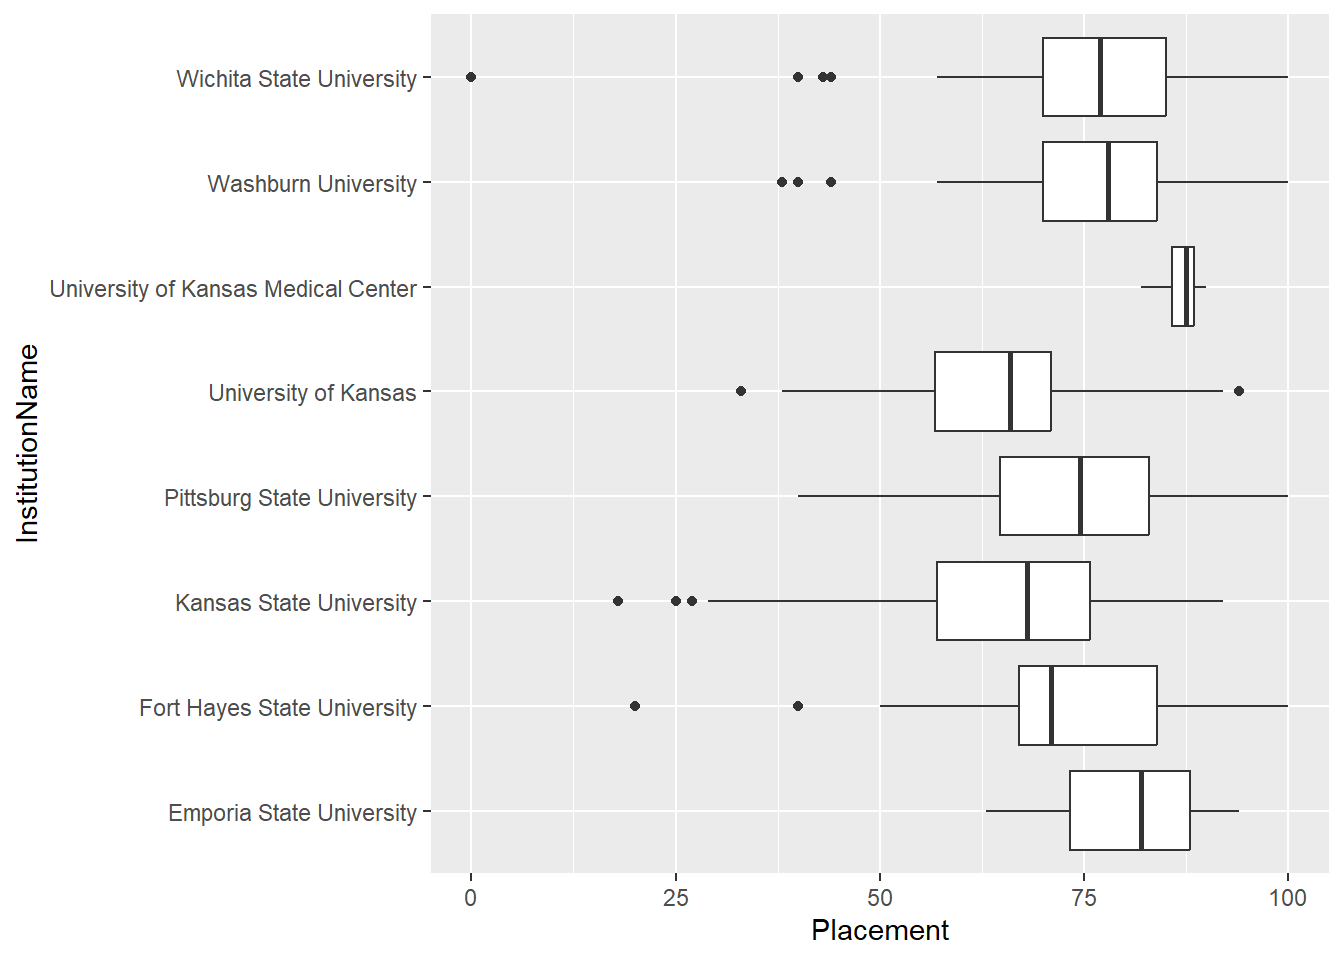 Wichita State University
Washburn University
University of Kansas Medical Center
University of Kansas
Pittsburg State University
Kansas State University
Fort Hayes State University
Emporia State University
InstitutionName
0 25 50 75 100
Placement